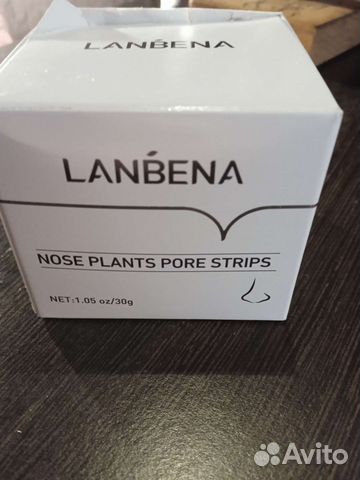 LANBENA
LANBENA
NOSE PLANTS PORE STRIPS
NET:1.05 oz/30g
Avito